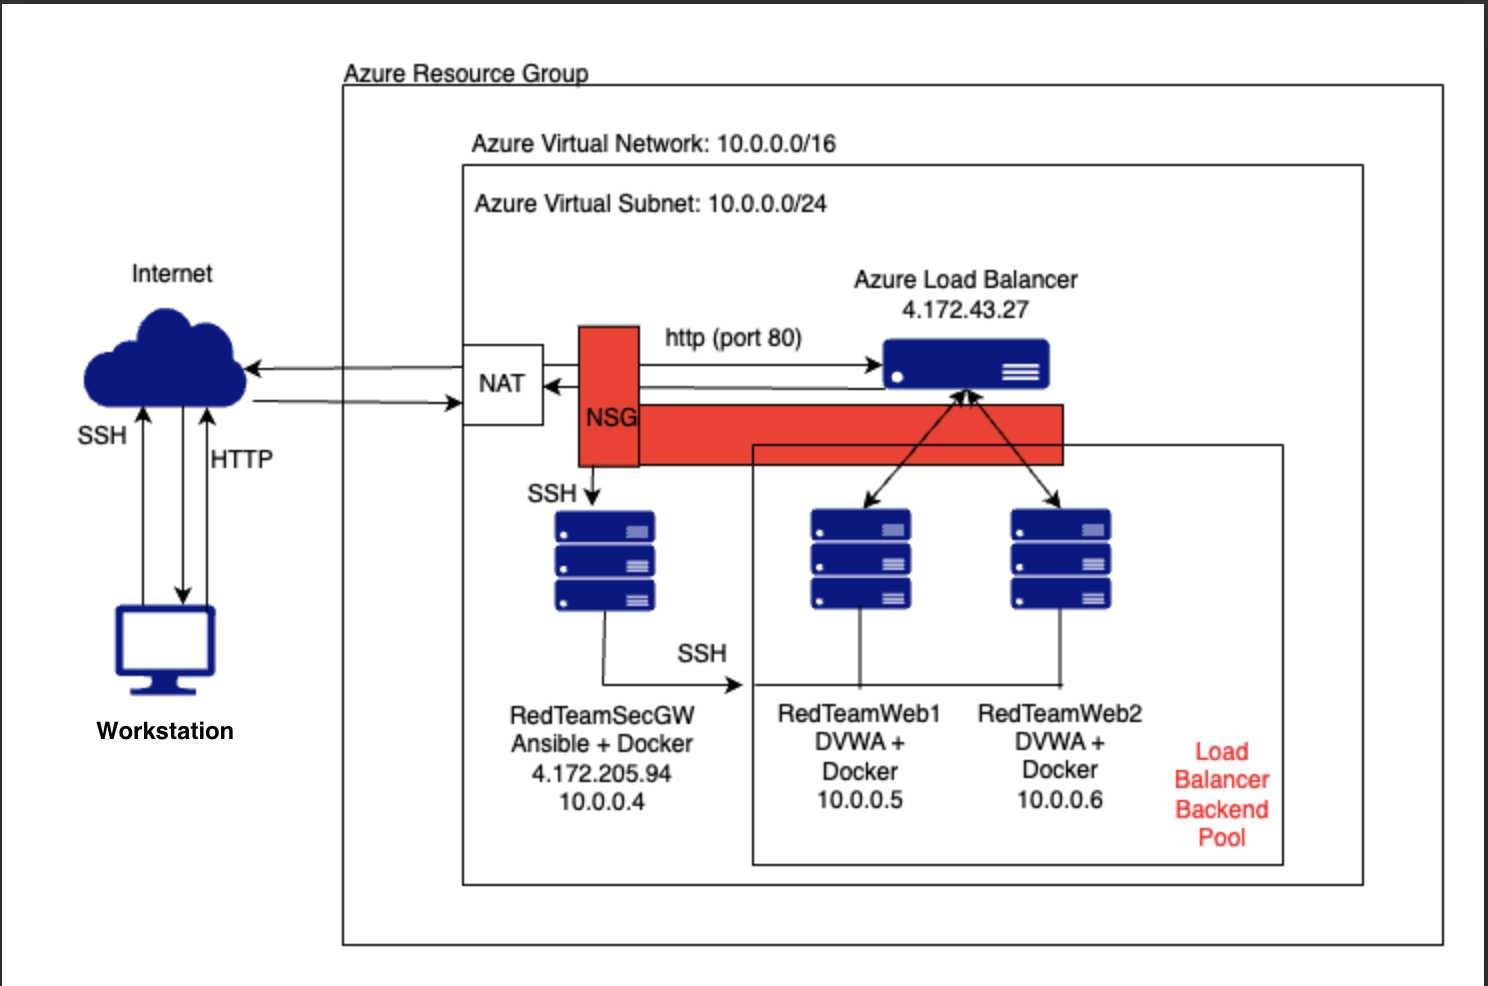 Azure Resource Group
Azure Virtual Network: 10.0.0.0/16
Azure Virtual Subnet: 10.0.0.0/24
Internet
Azure Load Balancer
4.172.43.27
http (port 80)
NAT
NSG
SSH
HTTP
SSH
SSH
Workstation
RedTeamSecGW
Ansible + Docker
4.172.205.94
10.0.0.4
RedTeamWeb1
DVWA +
Docker
10.0.0.5
RedTeamWeb2
DVWA +
Docker
10.0.0.6
Load
Balancer
Backend
Pool